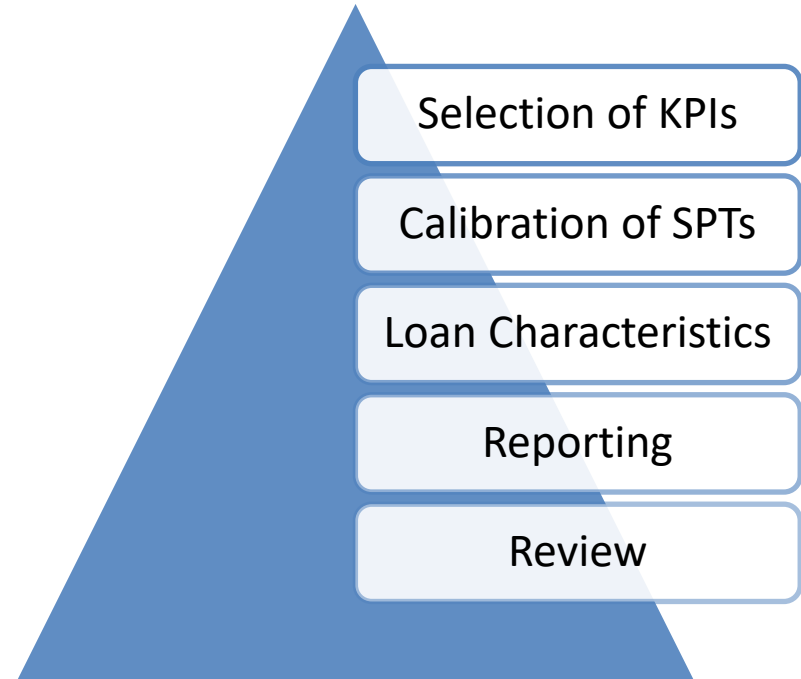 Selection of KPIs
Calibration of SPTs
Loan Characteristics
Reporting
Review